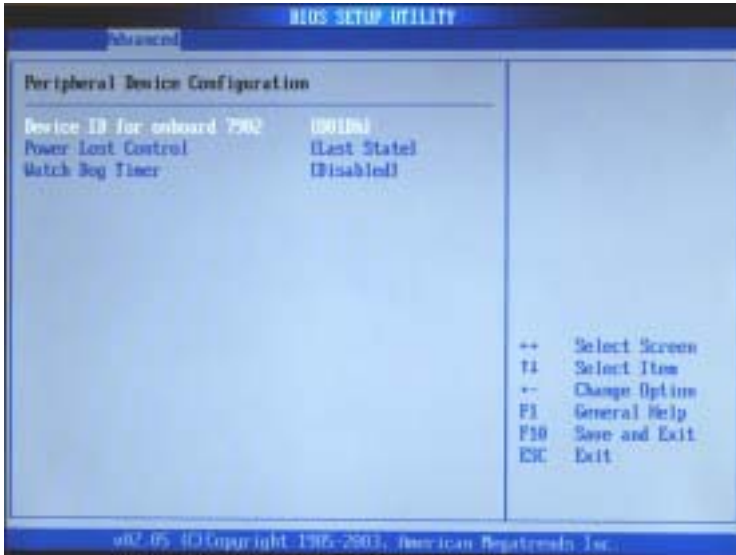 BIOS SETUP UTILITY
Advanced
Peripheral Device Configuration
Device ID for onboard 7902
Power Lost Control [Last State]
Watch Dog Timer [Disabled]
↔ Select Screen
↑↓ Select Item
+- Change Option
F1 General Help
F10 Save and Exit
ESC Exit
v02.05 (C)Copyright 1985-2003, American Megatrends Inc.